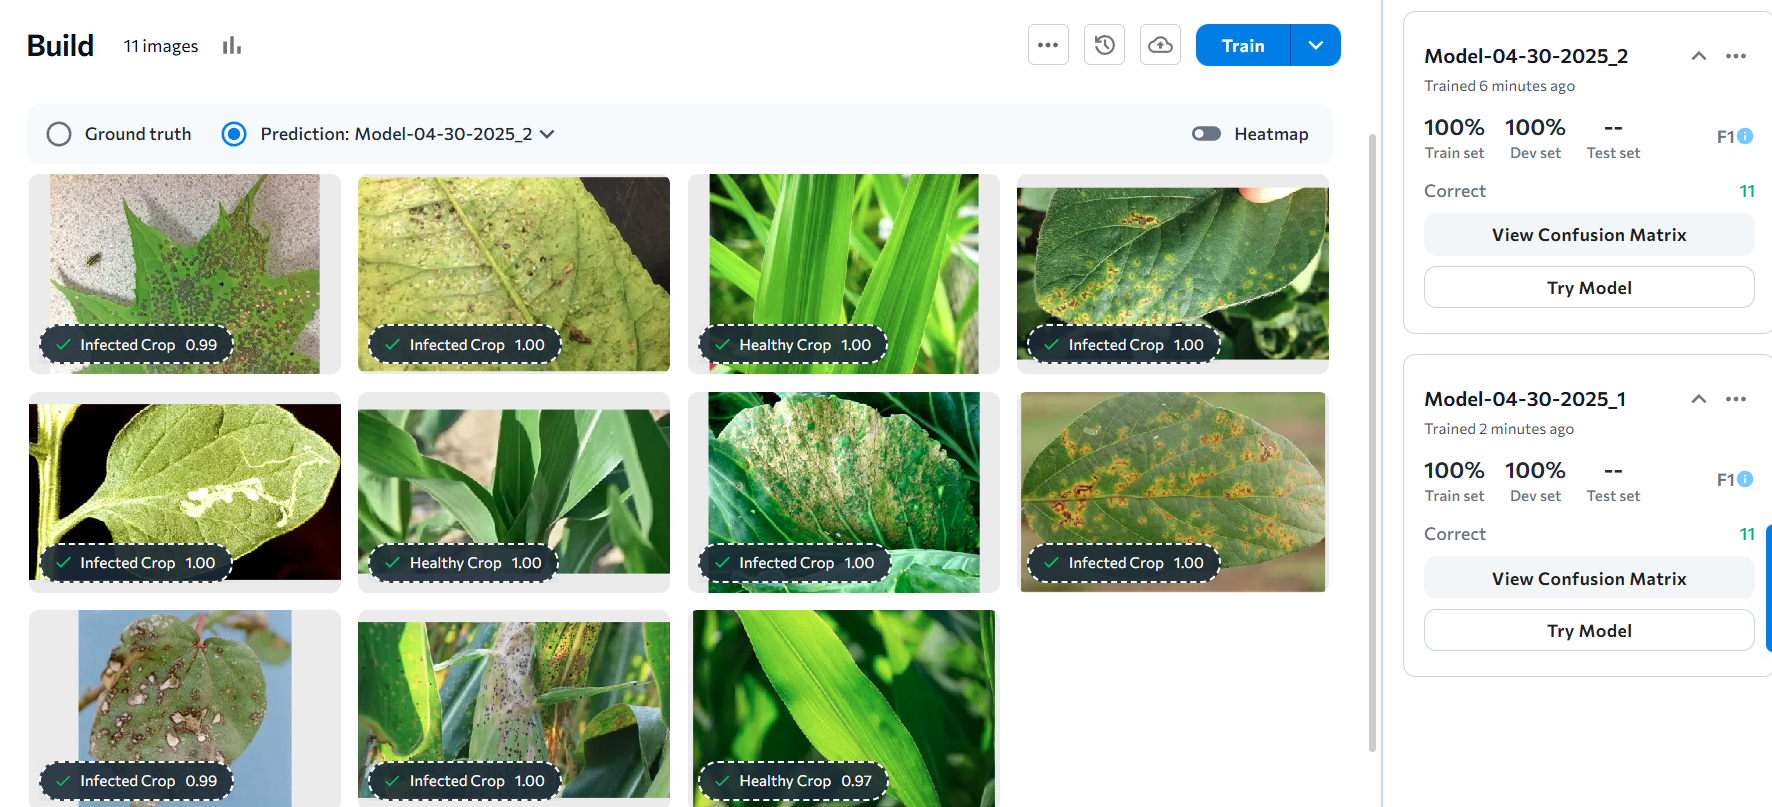 Build
11 images
Train
Ground truth
Prediction: Model-04-30-2025_2
Heatmap
Infected Crop 0.99
Infected Crop 1.00
Healthy Crop 1.00
Infected Crop 1.00
Infected Crop 1.00
Healthy Crop 1.00
Infected Crop 1.00
Infected Crop 1.00
Infected Crop 0.99
Infected Crop 1.00
Healthy Crop 0.97
Model-04-30-2025_2
Trained 6 minutes ago
100% 100% -- F1
Train set Dev set Test set
Correct 11
View Confusion Matrix
Try Model
Model-04-30-2025_1
Trained 2 minutes ago
100% 100% -- F1
Train set Dev set Test set
Correct 11
View Confusion Matrix
Try Model